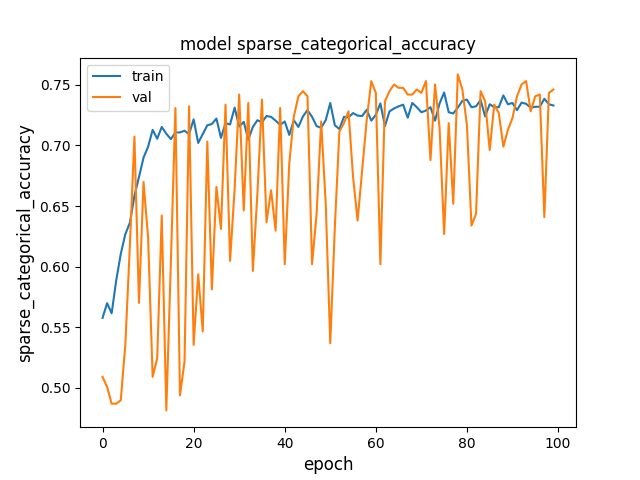 model sparse_categorical_accuracy
train
val
sparse_categorical_accuracy
0.75
0.70
0.65
0.60
0.55
0.50
0 20 40 60 80 100
epoch